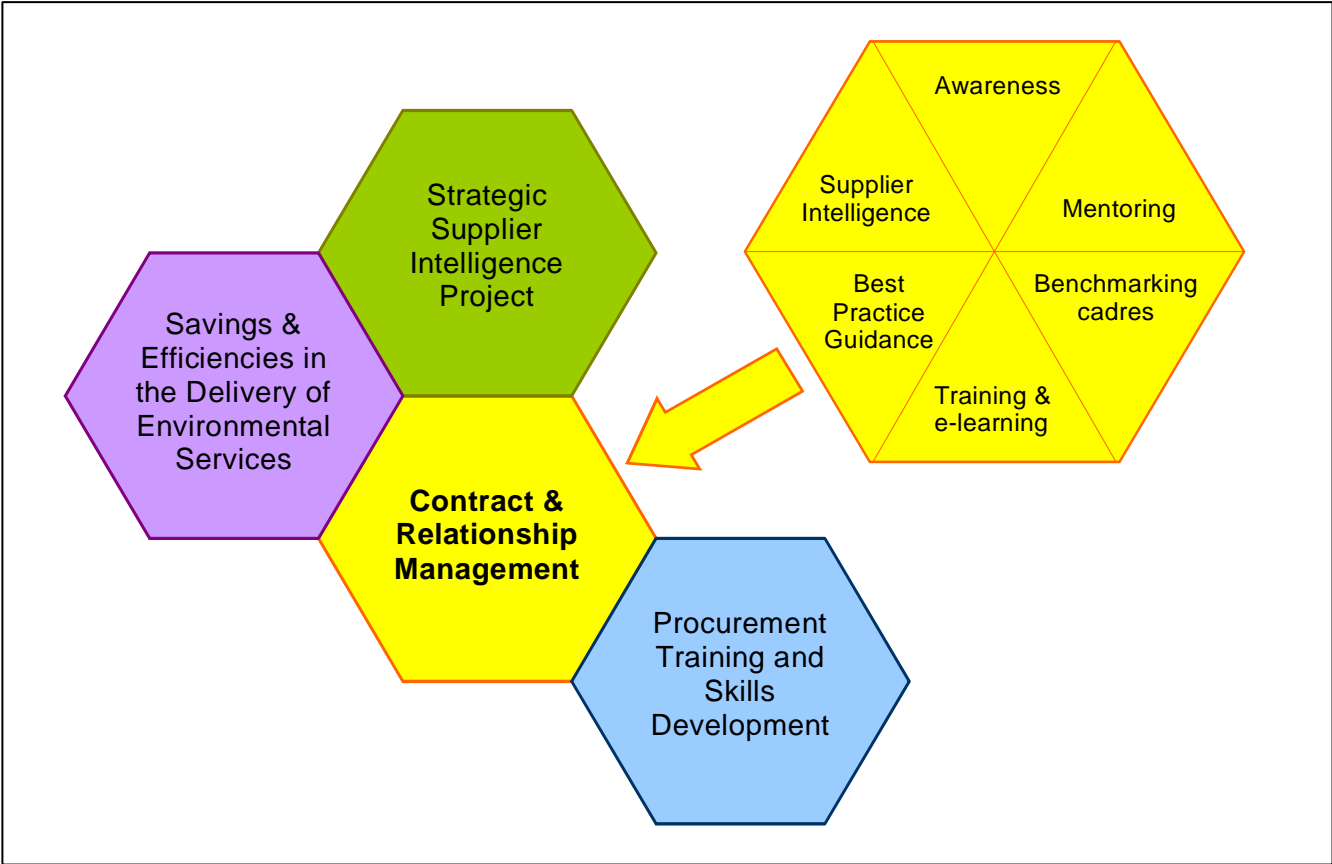 Strategic
Supplier
Intelligence
Project
Savings &
Efficiencies in
the Delivery of
Environmental
Services
Contract &
Relationship
Management
Procurement
Training and
Skills
Development
Awareness
Supplier
Intelligence
Mentoring
Best
Practice
Guidance
Benchmarking
cadres
Training &
e-learning